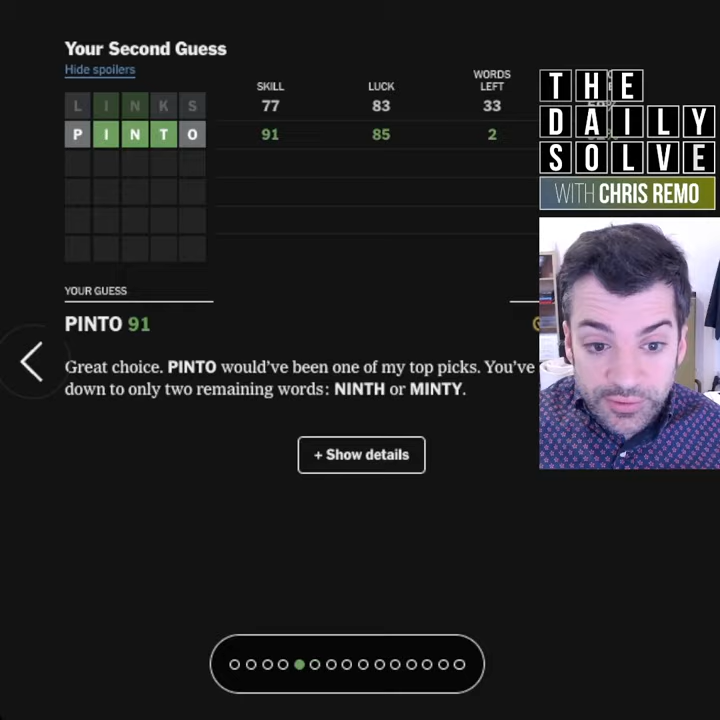 Your Second Guess
Hide spoilers
SKILL LUCK WORDS LEFT
L I N K S 77 83 33
P I N T O 91 85 2
YOUR GUESS
PINTO 91
Great choice. PINTO would've been one of my top picks. You've
down to only two remaining words: NINTH or MINTY.
+ Show details
THE
DAILY
SOLVE
WITH CHRIS REMO